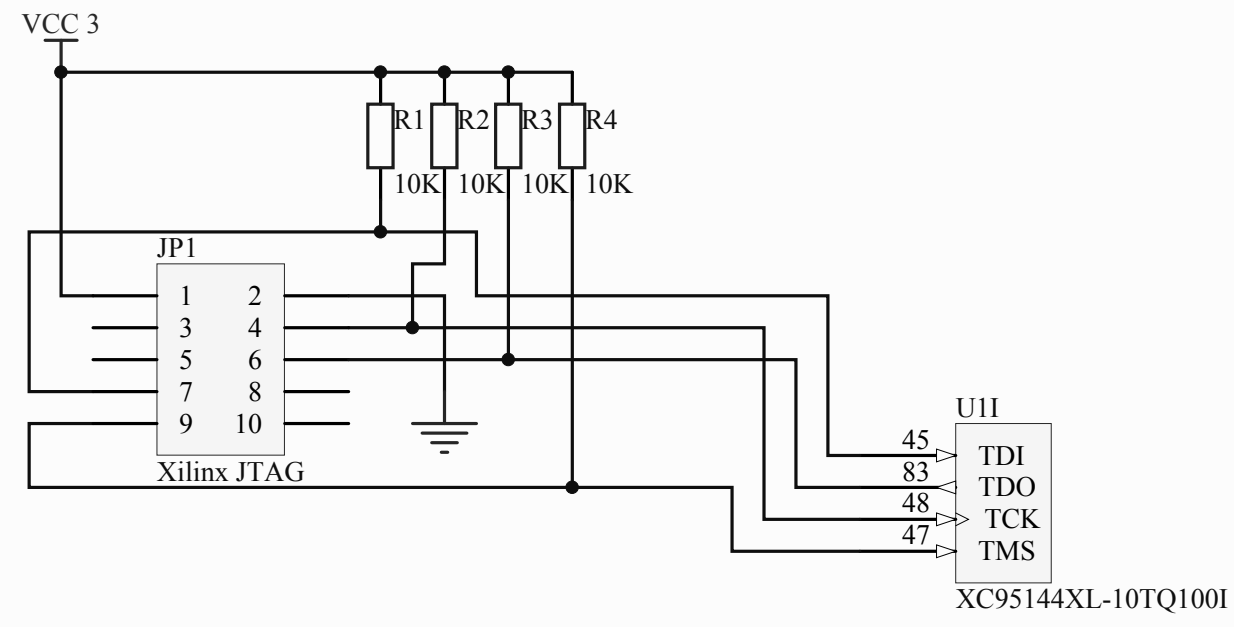 VCC 3
R1 R2 R3 R4
10K 10K 10K 10K
JP1
1 2
3 4
5 6
7 8
9 10
Xilinx JTAG
U1I
45 TDI
83 TDO
48 TCK
47 TMS
XC95144XL-10TQ100I